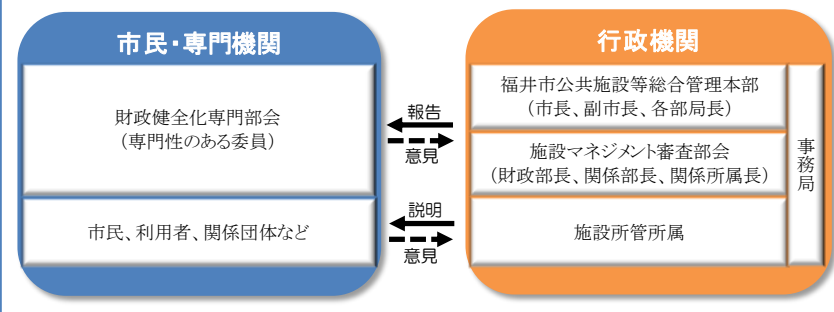 市民・専門機関
財政健全化専門部会
（専門性のある委員）
市民、利用者、関係団体など
報告
意見
説明
意見
行政機関
福井市公共施設等総合管理本部
（市長、副市長、各部局長）
施設マネジメント審査部会
（財政部長、関係部長、関係所属長）
施設所管所属
事務局